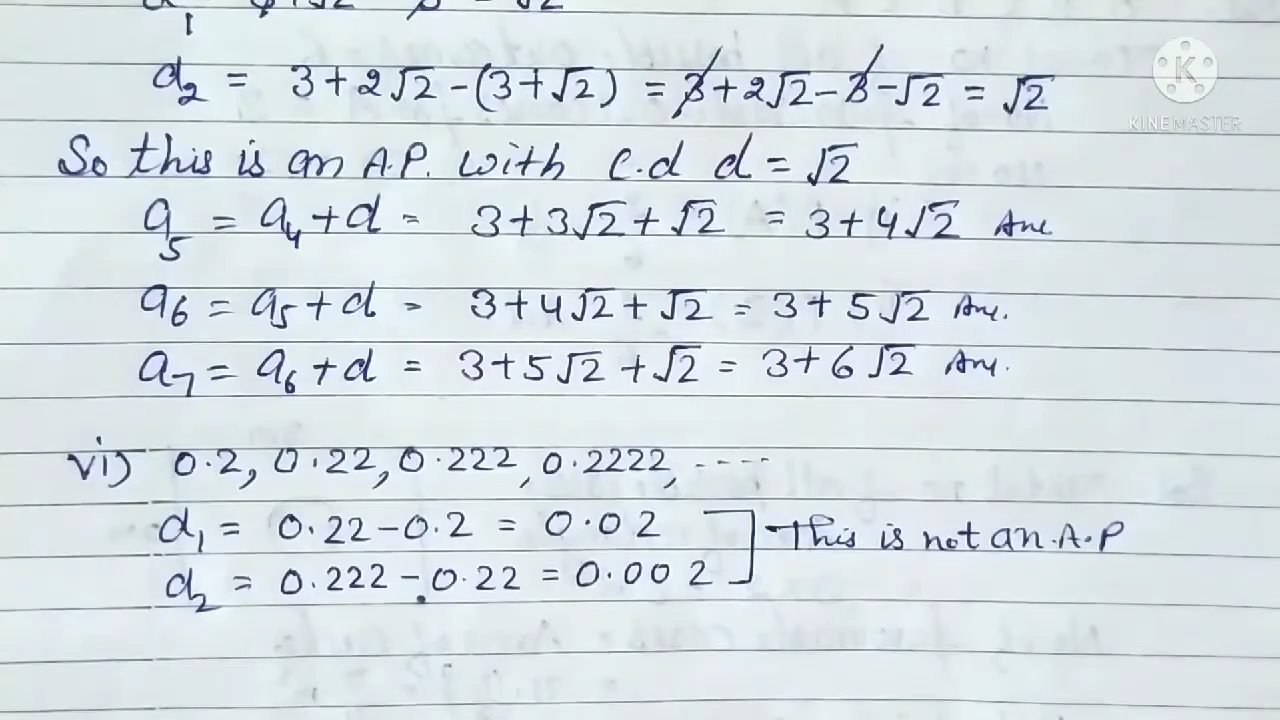 d₂ = 3+2√2-(3+√2) = 3+2√2-3-√2 = √2
KINEMASTER
So this is an A.P. with C.d d = √2
a₅ = a₄+d = 3+3√2+√2 = 3+4√2 Ans
a₆ = a₅+d = 3+4√2+√2 = 3+5√2 Ans.
a₇ = a₆+d = 3+5√2+√2 = 3+6√2 Ans.
vi) 0.2, 0.22, 0.222, 0.2222, ----
d₁ = 0.22-0.2 = 0.02
This is not an A.P
d₂ = 0.222-0.22 = 0.002